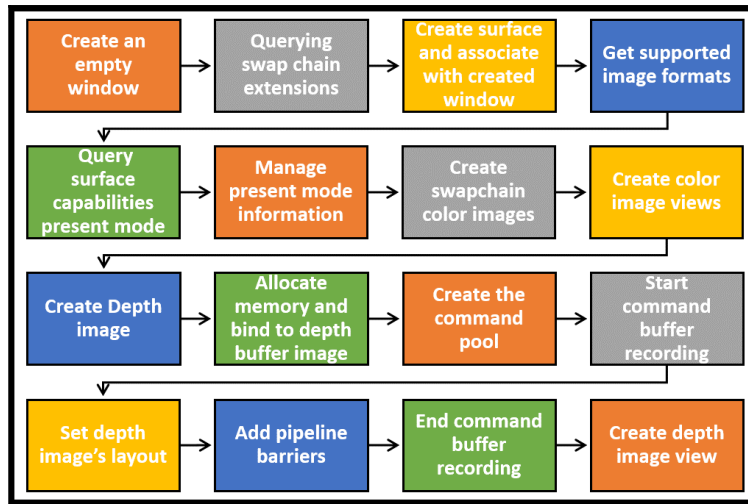 Create an
empty
window
Querying
swap chain
extensions
Create surface
and associate
with created
window
Get supported
image formats
Query
surface
capabilities
present mode
Manage
present mode
information
Create
swapchain
color images
Create color
image views
Create Depth
image
Allocate
memory and
bind to depth
buffer image
Create the
command
pool
Start
command
buffer
recording
Set depth
image’s layout
Add pipeline
barriers
End command
buffer
recording
Create depth
image view